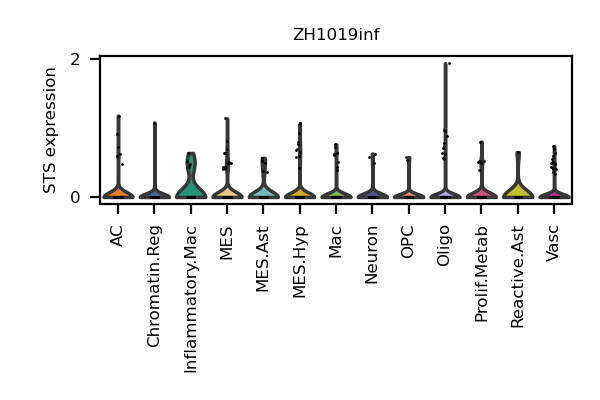 ZH1019inf
STS expression
2
0
AC
Chromatin.Reg
Inflammatory.Mac
MES
MES.Ast
MES.Hyp
Mac
Neuron
OPC
Oligo
Prolif.Metab
Reactive.Ast
Vasc